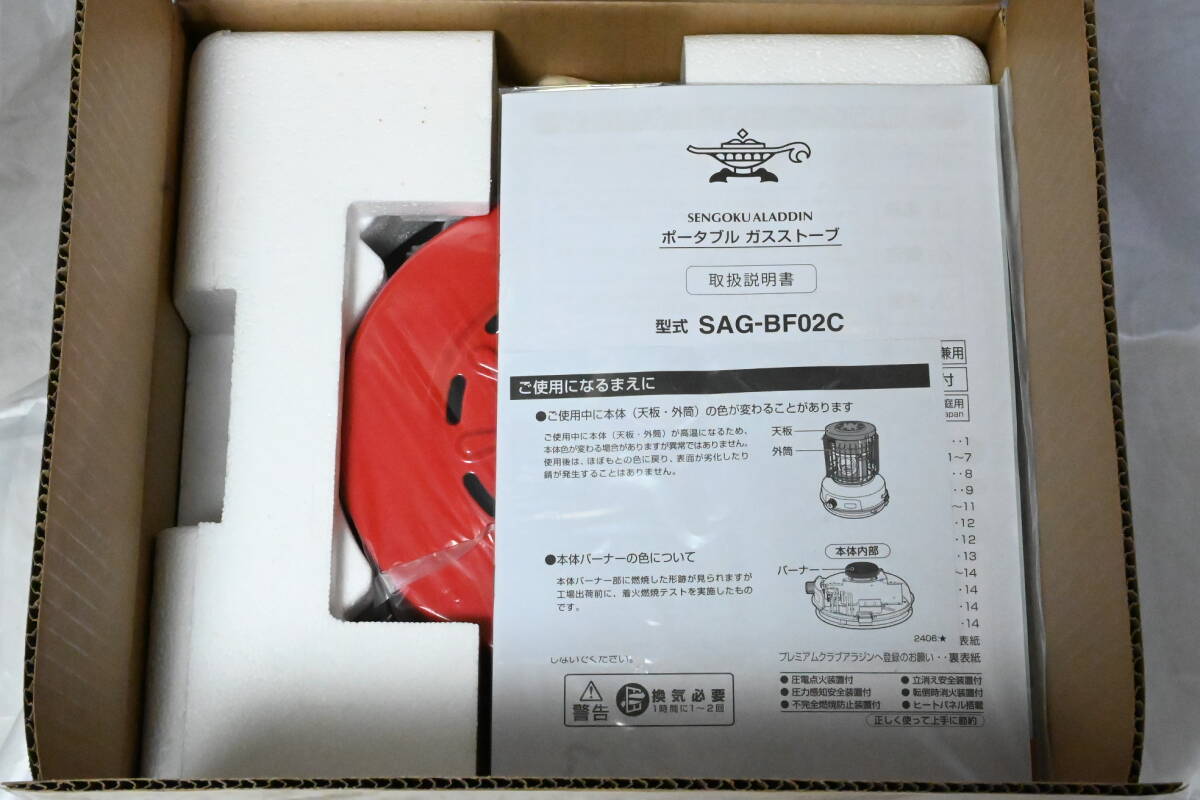 SENGOKU ALADDIN
ポータブル ガスストーブ
取扱説明書
型式 SAG-BF02C
兼用
付
庭用
apan
ご使用になるまえに
●ご使用中に本体（天板・外筒）の色が変わることがあります
ご使用中に本体（天板・外筒）が高温になるため、
本体色が変わる場合がありますが異常ではありません。
使用後は、ほぼもとの色に戻り、表面が劣化したり
錆が発生することはありません。
天板
外筒
‥1
1～7
‥8
‥9
～11
・12
・12
・13
～14
・14
・14
・14
●本体バーナーの色について
本体バーナー部に燃焼した形跡が見られますが
工場出荷前に、着火燃焼テストを実施したもの
です。
本体内部
バーナー
2406:★
表紙
しないでください。
プレミアムクラブアラジンへ登録のお願い‥裏表紙
警告
換気必要
1時間に1～2回
●圧電点火装置付 ●立消え安全装置付
●圧力感知安全装置付 ●転倒時消火装置付
●不完全燃焼防止装置付 ●ヒートパネル搭載
正しく使って上手に節約